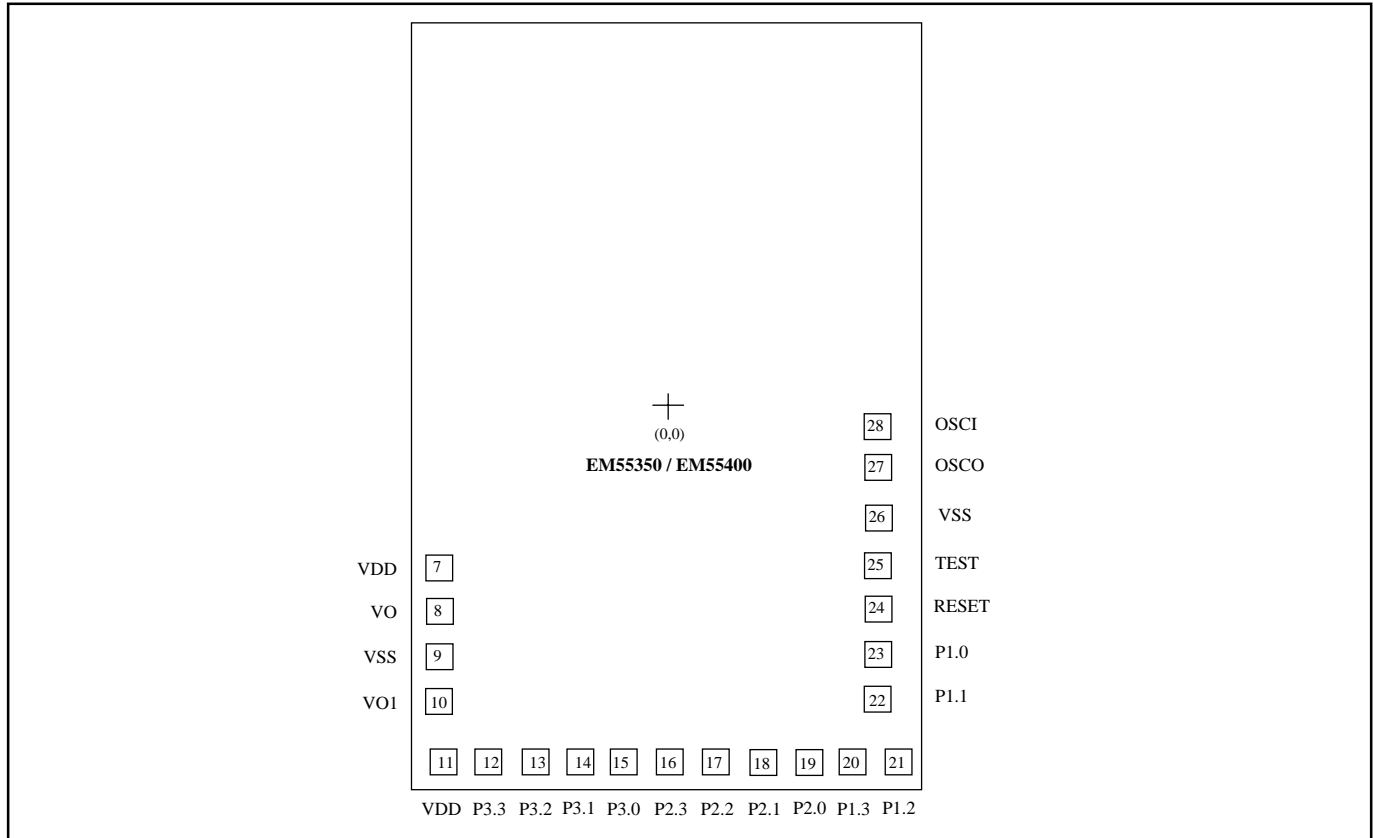 (0,0)
EM55350 / EM55400
28 OSCI
27 OSCO
26 VSS
VDD 7 25 TEST
VO 8 24 RESET
VSS 9 23 P1.0
VO1 10 22 P1.1
11 12 13 14 15 16 17 18 19 20 21
VDD P3.3 P3.2 P3.1 P3.0 P2.3 P2.2 P2.1 P2.0 P1.3 P1.2